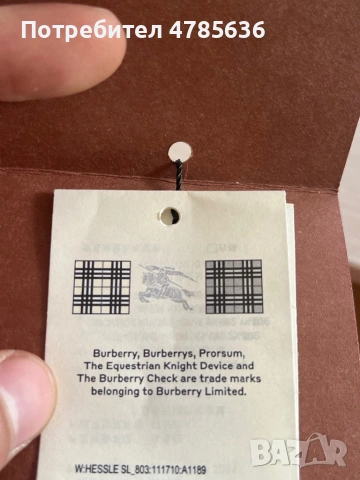 Потребител 4785636
Burberry, Burberrys, Prorsum,
The Equestrian Knight Device and
The Burberry Check are trade marks
belonging to Burberry Limited.
W:HESSLE SL_803:111710:A1189
BAZAR